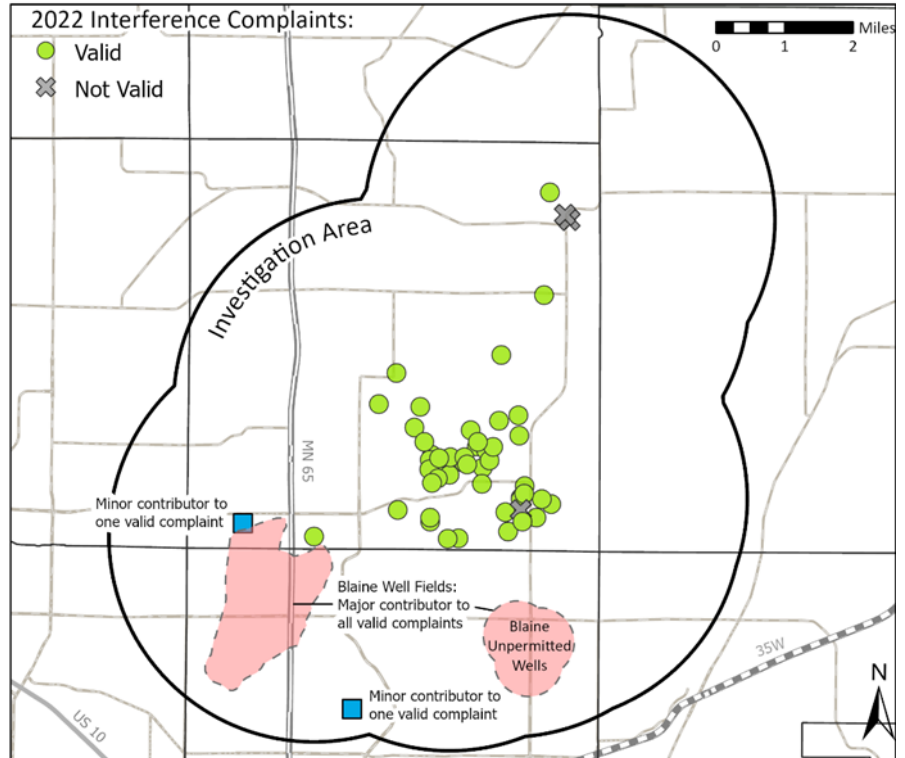 2022 Interference Complaints:
Valid
Not Valid
Miles
0 1 2
Investigation Area
MN 65
Minor contributor to
one valid complaint
Blaine Well Fields:
Major contributor to
all valid complaints
Blaine
Unpermitted
Wells
35W
Minor contributor to
one valid complaint
N
US 10